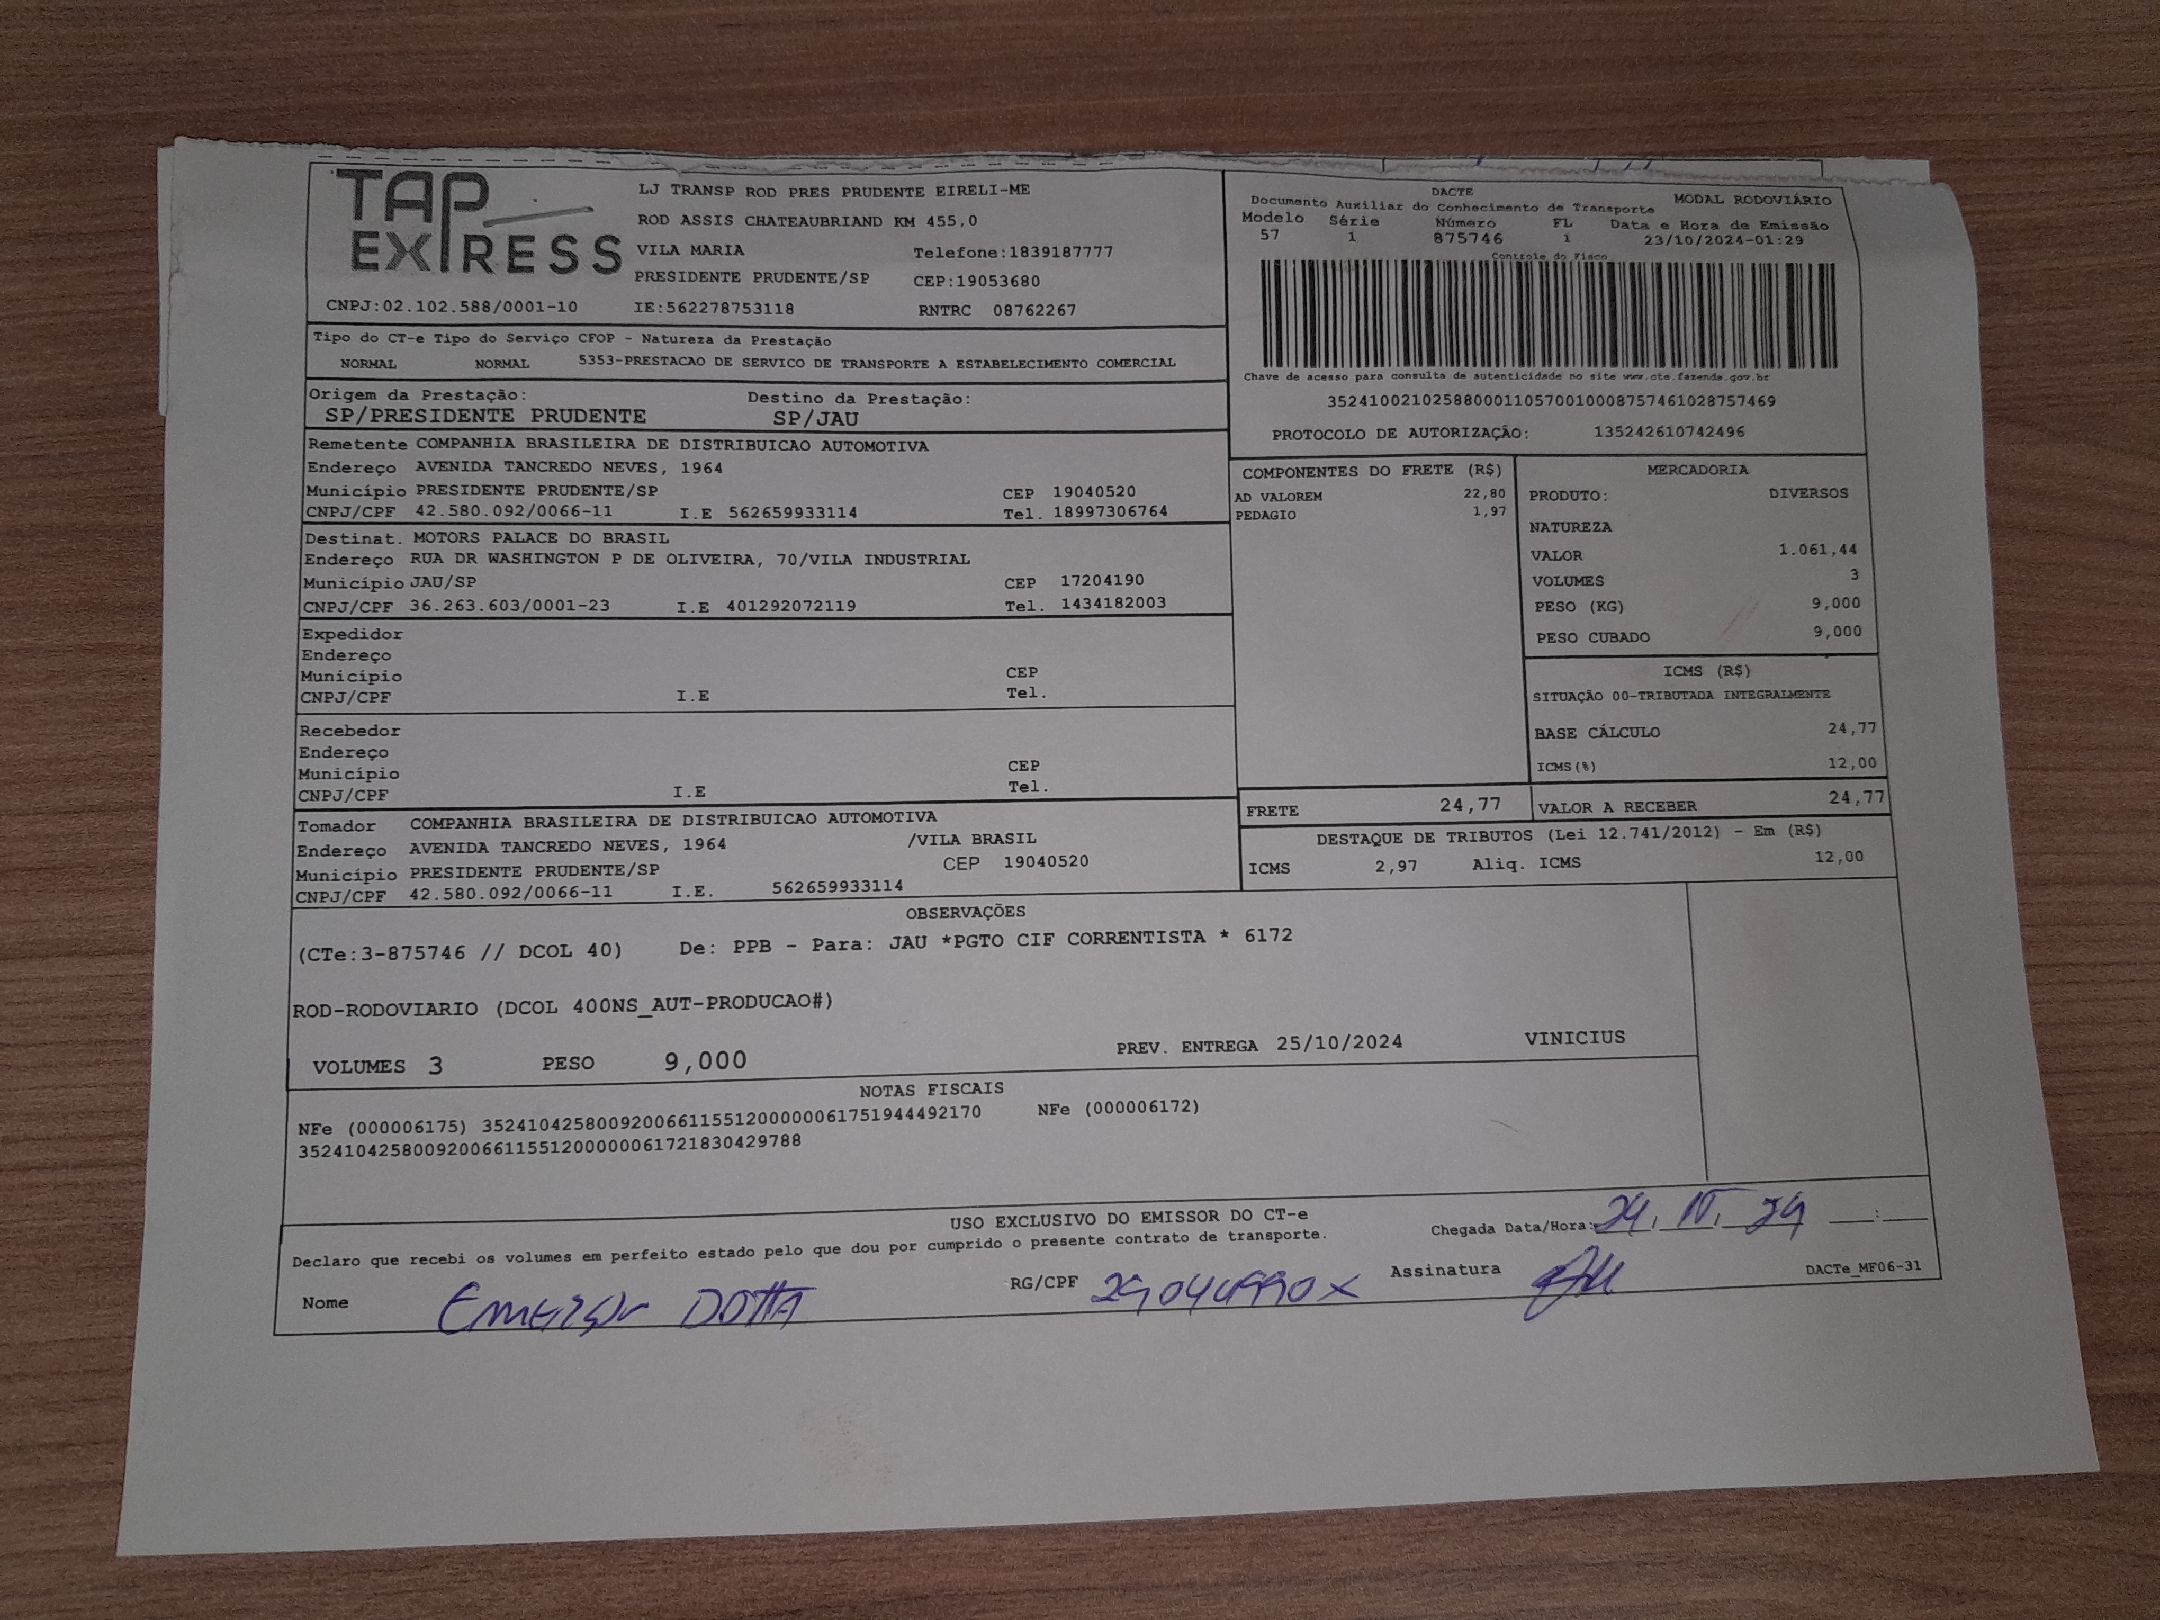 TAP EXPRESS
LJ TRANSP ROD PRES PRUDENTE EIRELI-ME
ROD ASSIS CHATEAUBRIAND KM 455,0
VILA MARIA Telefone:1839187777
PRESIDENTE PRUDENTE/SP CEP:19053680
CNPJ:02.102.588/0001-10 IE:562278753118 RNTRC 08762267
DACTE
Documento Auxiliar do Conhecimento de Transporte MODAL RODOVIÁRIO
Modelo Série Número FL Data e Hora de Emissão
57 1 875746 1 23/10/2024-01:29
Controle do Fisco
Chave de acesso para consulta de autenticidade no site www.cte.fazenda.gov.br
35241002102588000110570010008757461028757469
PROTOCOLO DE AUTORIZAÇÃO: 135242610742496
Tipo do CT-e Tipo do Serviço CFOP - Natureza da Prestação
NORMAL NORMAL 5353-PRESTACAO DE SERVICO DE TRANSPORTE A ESTABELECIMENTO COMERCIAL
Origem da Prestação: Destino da Prestação:
SP/PRESIDENTE PRUDENTE SP/JAU
Remetente COMPANHIA BRASILEIRA DE DISTRIBUICAO AUTOMOTIVA
Endereço AVENIDA TANCREDO NEVES, 1964
Município PRESIDENTE PRUDENTE/SP CEP 19040520
CNPJ/CPF 42.580.092/0066-11 I.E 562659933114 Tel. 18997306764
Destinat. MOTORS PALACE DO BRASIL
Endereço RUA DR WASHINGTON P DE OLIVEIRA, 70/VILA INDUSTRIAL
Município JAU/SP CEP 17204190
CNPJ/CPF 36.263.603/0001-23 I.E 401292072119 Tel. 1434182003
Expedidor
Endereço
Município CEP
CNPJ/CPF I.E Tel.
Recebedor
Endereço
Município CEP
CNPJ/CPF I.E Tel.
Tomador COMPANHIA BRASILEIRA DE DISTRIBUICAO AUTOMOTIVA
Endereço AVENIDA TANCREDO NEVES, 1964 /VILA BRASIL
Município PRESIDENTE PRUDENTE/SP CEP 19040520
CNPJ/CPF 42.580.092/0066-11 I.E. 562659933114
COMPONENTES DO FRETE (R$)
AD VALOREM 22,80
PEDAGIO 1,97
MERCADORIA
PRODUTO: DIVERSOS
NATUREZA
VALOR 1.061,44
VOLUMES 3
PESO (KG) 9,000
PESO CUBADO 9,000
ICMS (R$)
SITUAÇÃO 00-TRIBUTADA INTEGRALMENTE
BASE CÁLCULO 24,77
ICMS(%) 12,00
FRETE 24,77 VALOR A RECEBER 24,77
DESTAQUE DE TRIBUTOS (Lei 12.741/2012) - Em (R$)
ICMS 2,97 Aliq. ICMS 12,00
OBSERVAÇÕES
(CTe:3-875746 // DCOL 40) De: PPB - Para: JAU *PGTO CIF CORRENTISTA * 6172
ROD-RODOVIARIO (DCOL 400NS_AUT-PRODUCAO#)
VOLUMES 3 PESO 9,000 PREV. ENTREGA 25/10/2024 VINICIUS
NOTAS FISCAIS
NFe (000006175) 35241042580092006611551200000061751944492170 NFe (000006172)
35241042580092006611551200000061721830429788
USO EXCLUSIVO DO EMISSOR DO CT-e
Declaro que recebi os volumes em perfeito estado pelo que dou por cumprido o presente contrato de transporte.
Chegada Data/Hora: 24, 10, 24 :
Nome EMERSON DOTTA RG/CPF Assinatura
DACTe_MF06-31